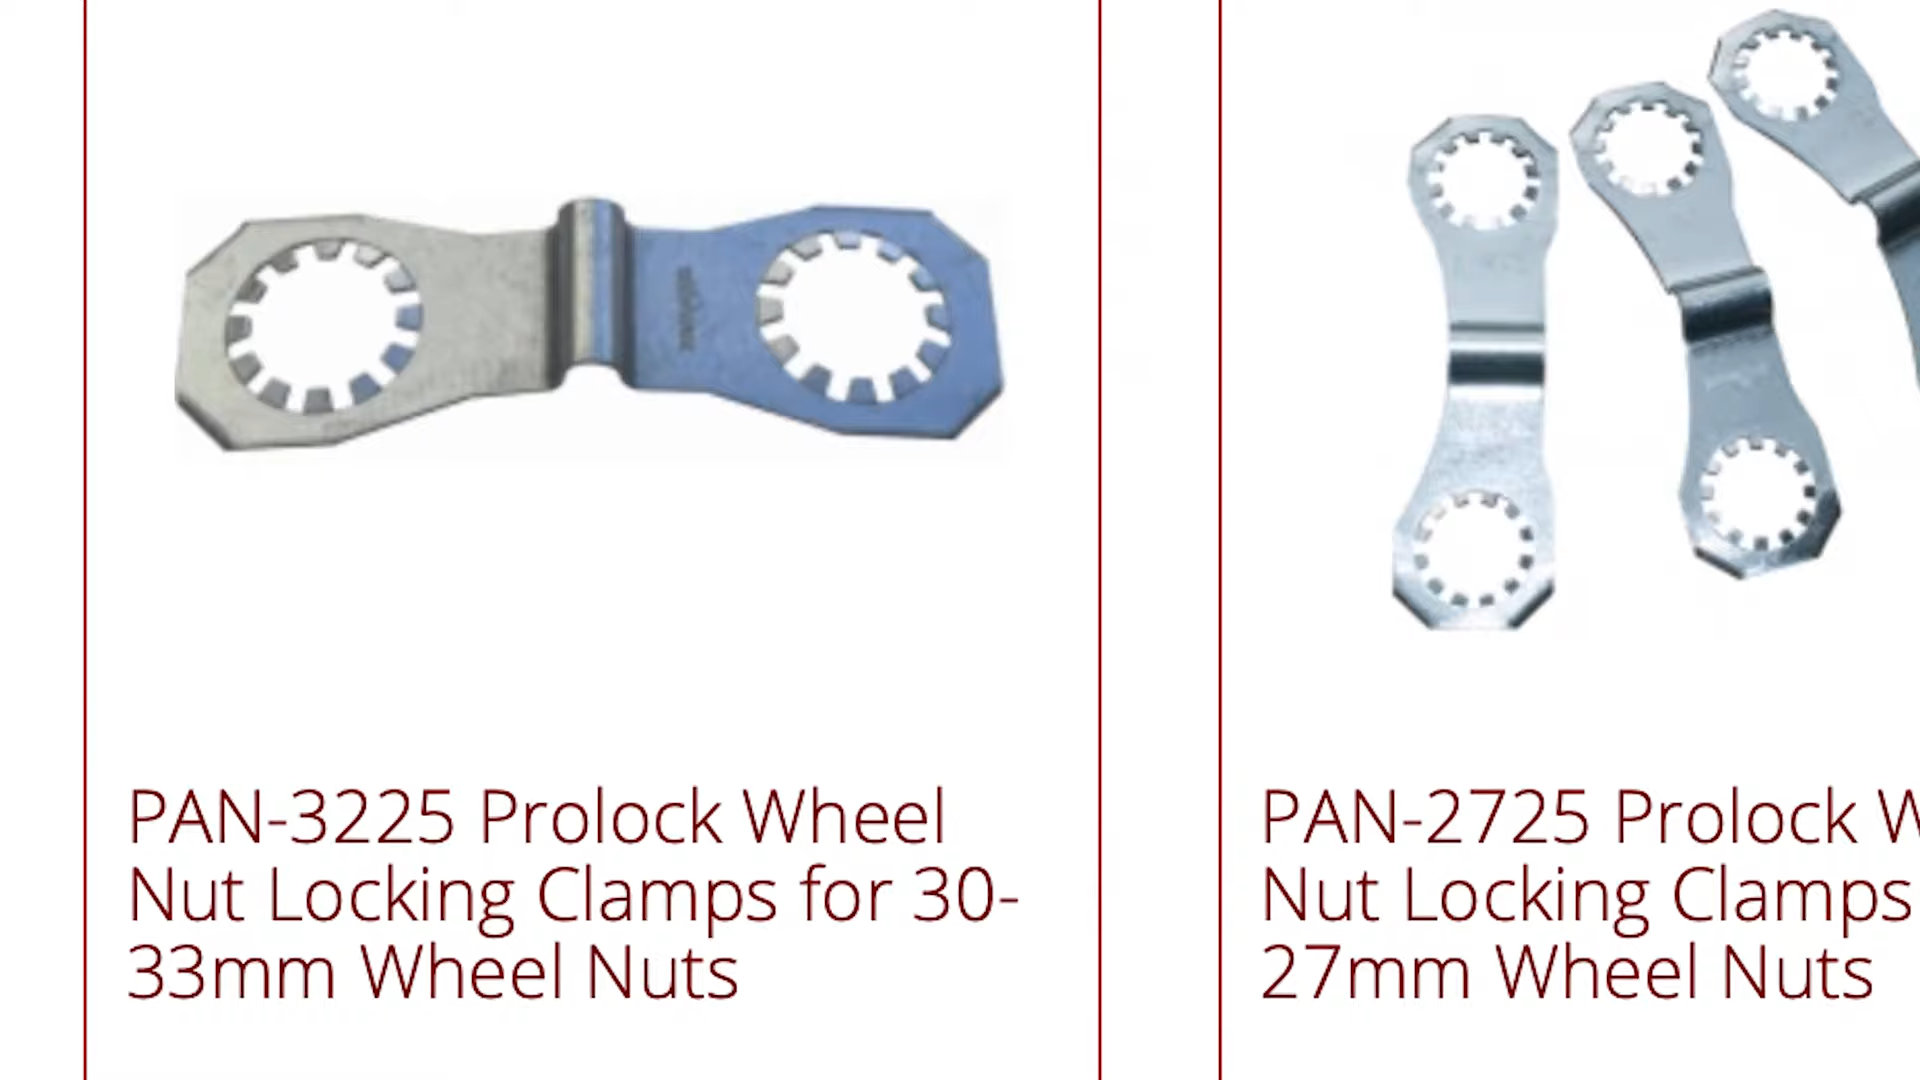 PAN-3225 Prolock Wheel
Nut Locking Clamps for 30-
33mm Wheel Nuts
PAN-2725 Prolock
Nut Locking Clamps
27mm Wheel Nuts